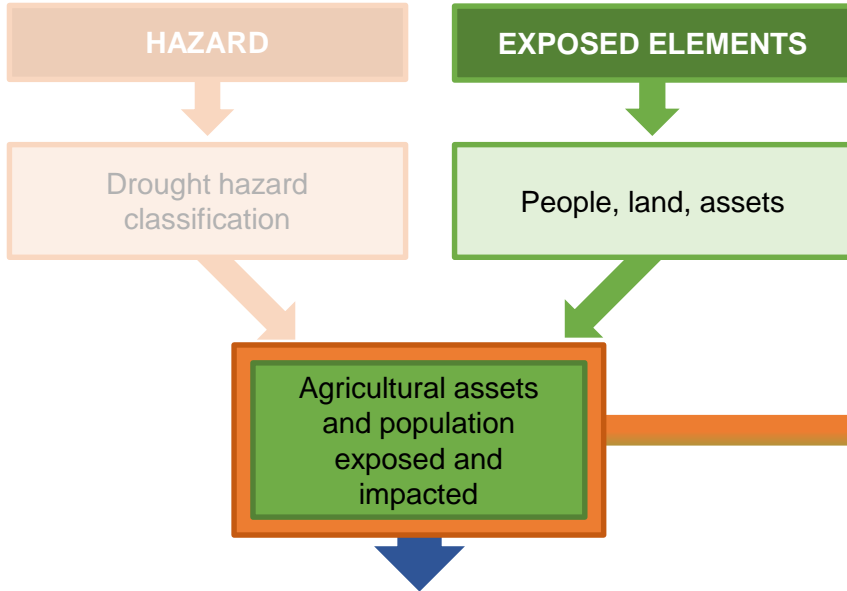 HAZARD
EXPOSED ELEMENTS
Drought hazard
classification
People, land, assets
Agricultural assets
and population
exposed and
impacted